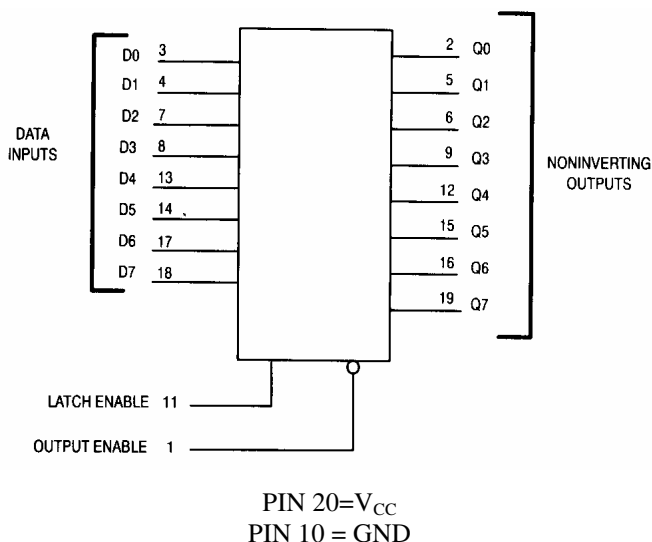 DATA
INPUTS
D0 3
D1 4
D2 7
D3 8
D4 13
D5 14
D6 17
D7 18
2 Q0
5 Q1
6 Q2
9 Q3
12 Q4
15 Q5
16 Q6
19 Q7
NONINVERTING
OUTPUTS
LATCH ENABLE 11
OUTPUT ENABLE 1
PIN 20=VCC
PIN 10 = GND